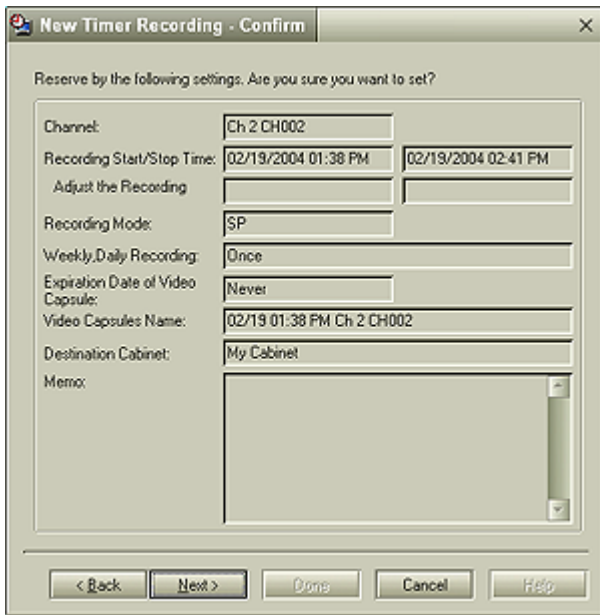 New Timer Recording - Confirm
Reserve by the following settings. Are you sure you want to set?
Channel: Ch 2 CH002
Recording Start/Stop Time: 02/19/2004 01:38 PM 02/19/2004 02:41 PM
Adjust the Recording
Recording Mode: SP
Weekly,Daily Recording: Once
Expiration Date of Video
Capsule: Never
Video Capsules Name: 02/19 01:38 PM Ch 2 CH002
Destination Cabinet: My Cabinet
Memo:
< Back Next > Done Cancel Help